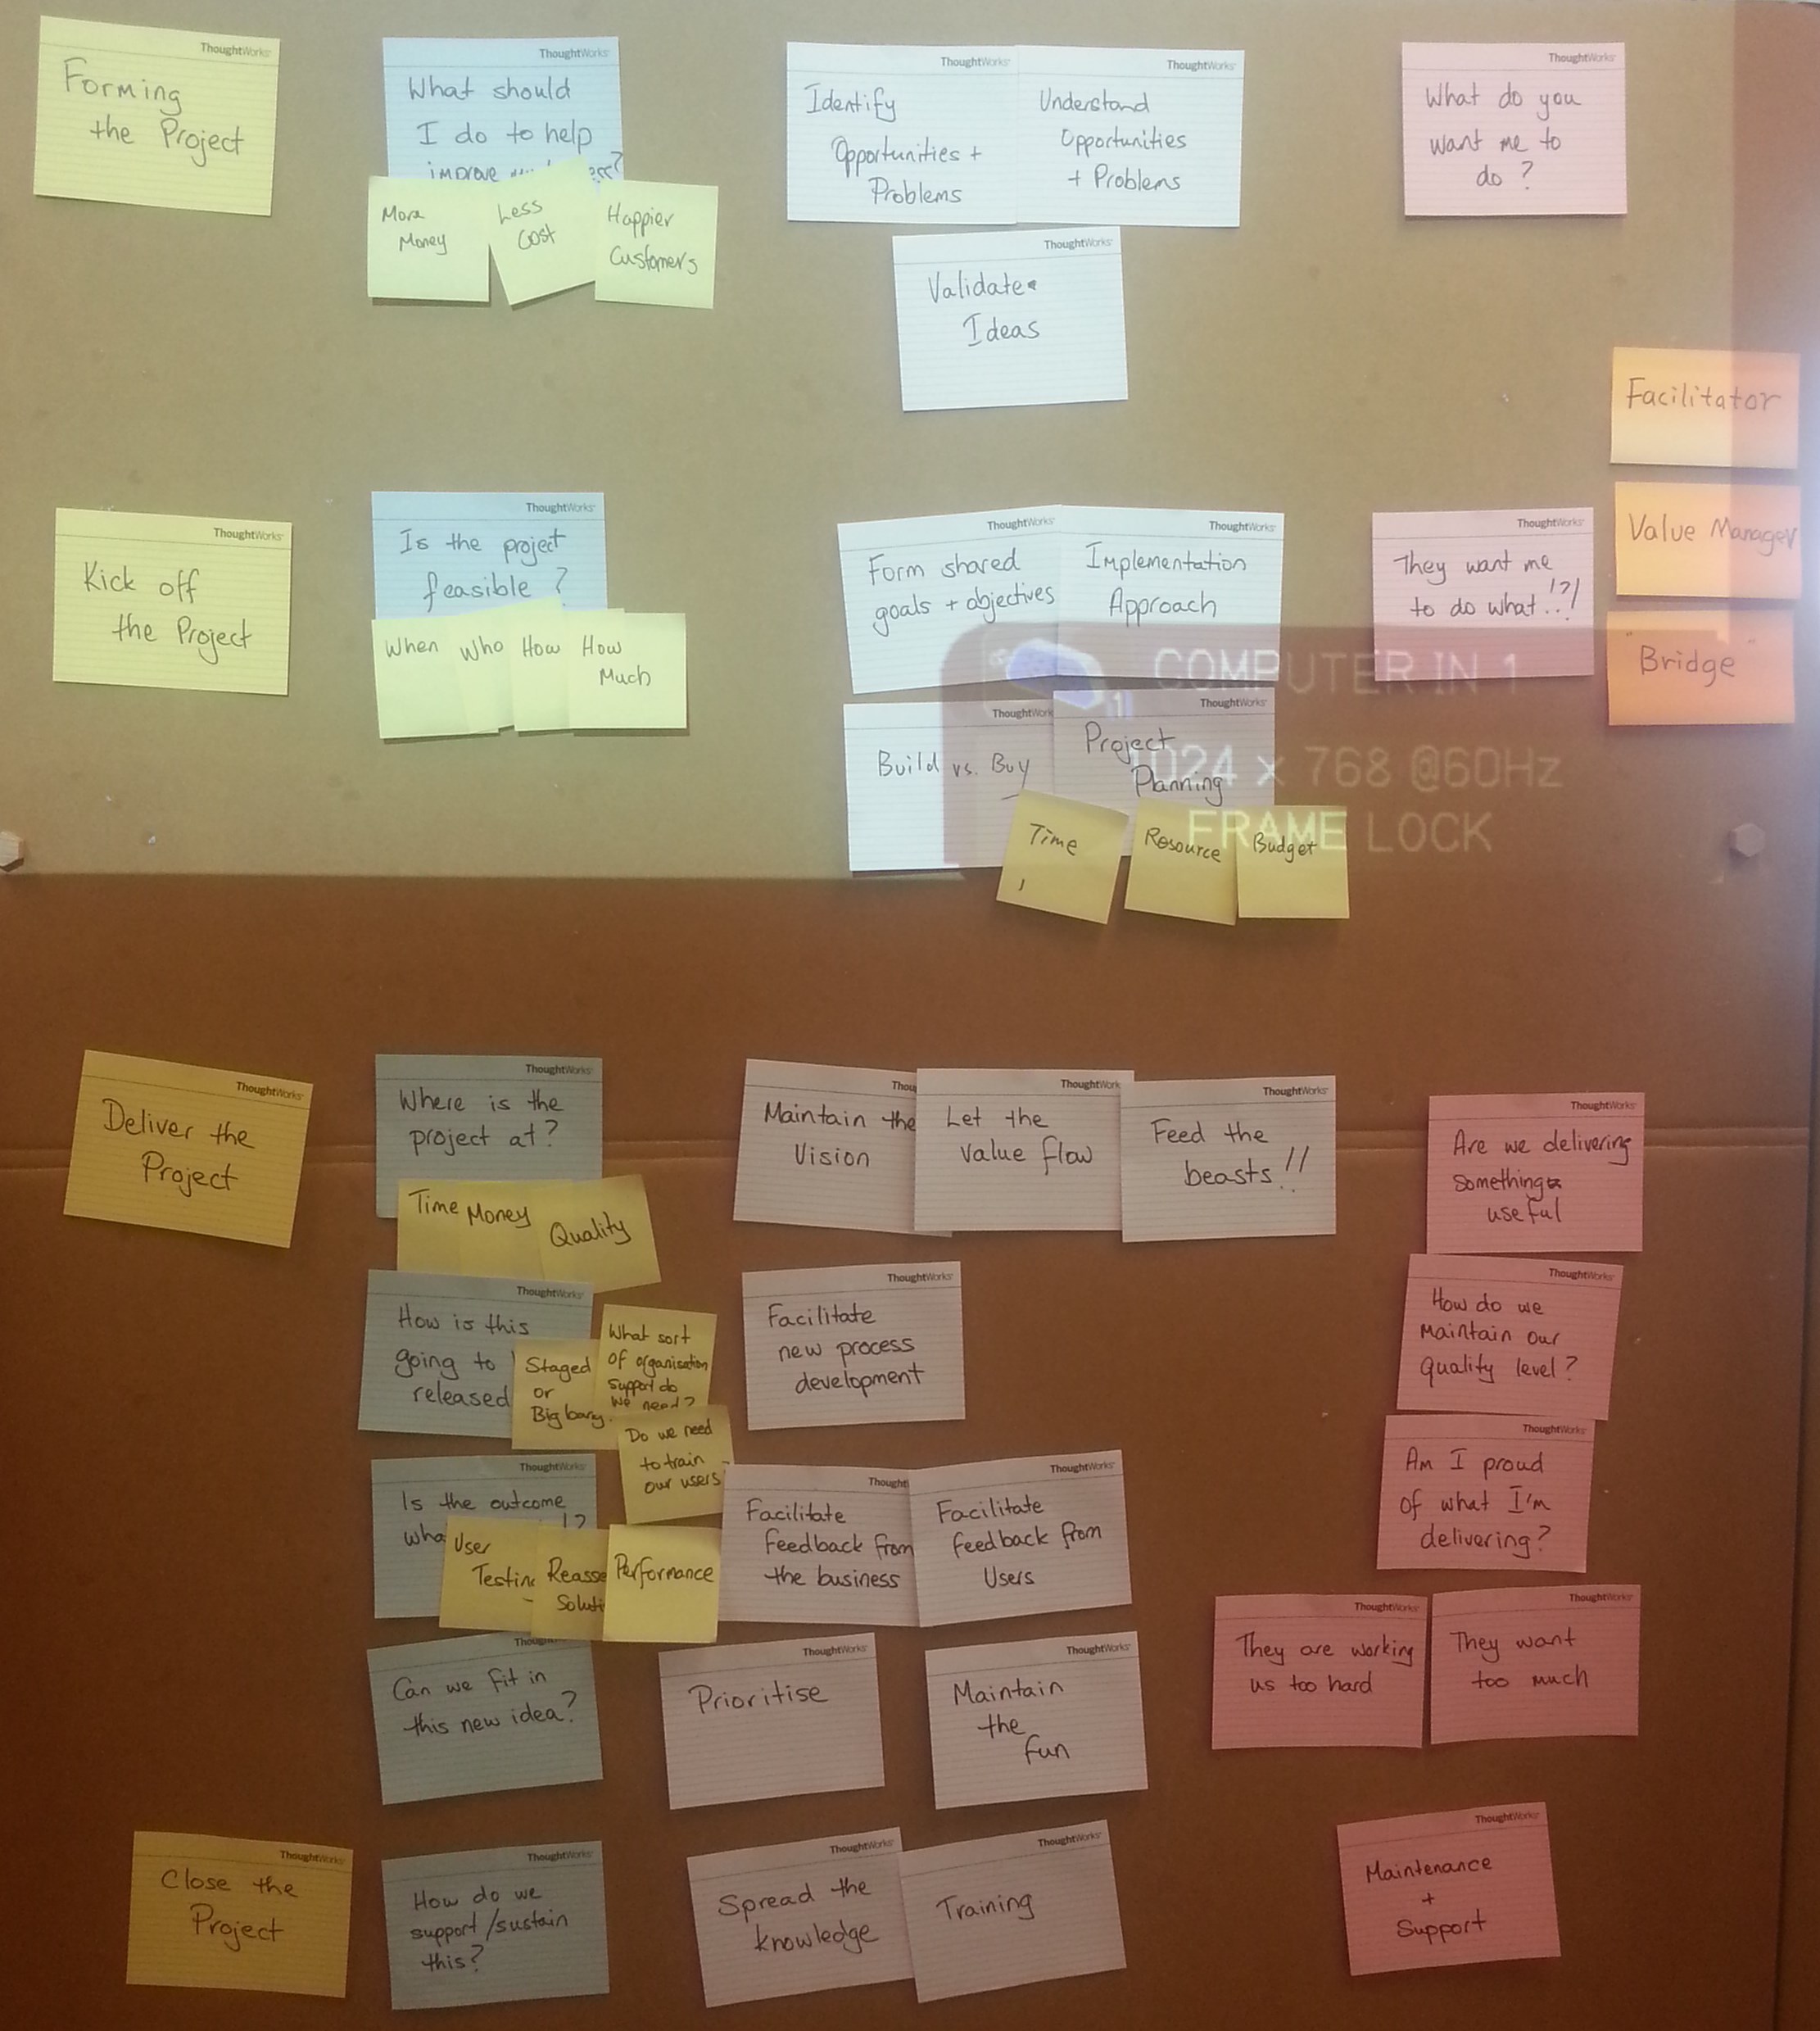 ThoughtWorks
Forming
the Project
ThoughtWorks
What should
I do to help
improve
More
Money
Less
Cost
Happier
Customers
ThoughtWorks
Identify
Opportunities +
Problems
ThoughtWorks
Understand
Opportunities
+ Problems
ThoughtWorks
Validate
Ideas
ThoughtWorks
What do you
want me to
do ?
Facilitator
Value Manager
"Bridge"
ThoughtWorks
Kick off
the Project
ThoughtWorks
Is the project
feasible ?
When
Who
How
How
Much
ThoughtWorks
Form shared
goals + objectives
ThoughtWorks
Implementation
Approach
ThoughtWork
Build vs. Buy
ThoughtWorks
Project
Planning
Time
Resource
Budget
ThoughtWorks
They want me
to do what!?!
COMPUTER IN 1
1024 x 768 @60Hz
FRAME LOCK
ThoughtWorks
Deliver the
Project
ThoughtWorks
Where is the
project at?
Time
Money
Quality
Thou
Maintain the
Vision
ThoughtWork
Let the
value flow
ThoughtWorks
Feed the
beasts!!
ThoughtWorks
Are we delivering
something
useful
ThoughtWorks
How is this
going to
released
Staged
or
Big bang.
What sort
of organisation
support do
we need?
Do we need
to train
our users
ThoughtWorks
Facilitate
new process
development
ThoughtWorks
How do we
maintain our
quality level?
ThoughtWorks
Is the outcome
wha
User
Testin
Reasse
Soluti
Performance
Thought
Facilitate
feedback from
the business
ThoughtWorks
Facilitate
feedback from
Users
ThoughtWorks
Am I proud
of what I'm
delivering?
Though
Can we fit in
this new idea?
ThoughtWorks
Prioritise
ThoughtWorks
Maintain
the
fun
ThoughtWorks
They are working
us too hard
ThoughtWorks
They want
too much
ThoughtWorks
Close the
Project
ThoughtWorks
How do we
support/sustain
this?
ThoughtWorks
Spread the
knowledge
ThoughtWorks
Training
ThoughtWorks
Maintenance
+
Support